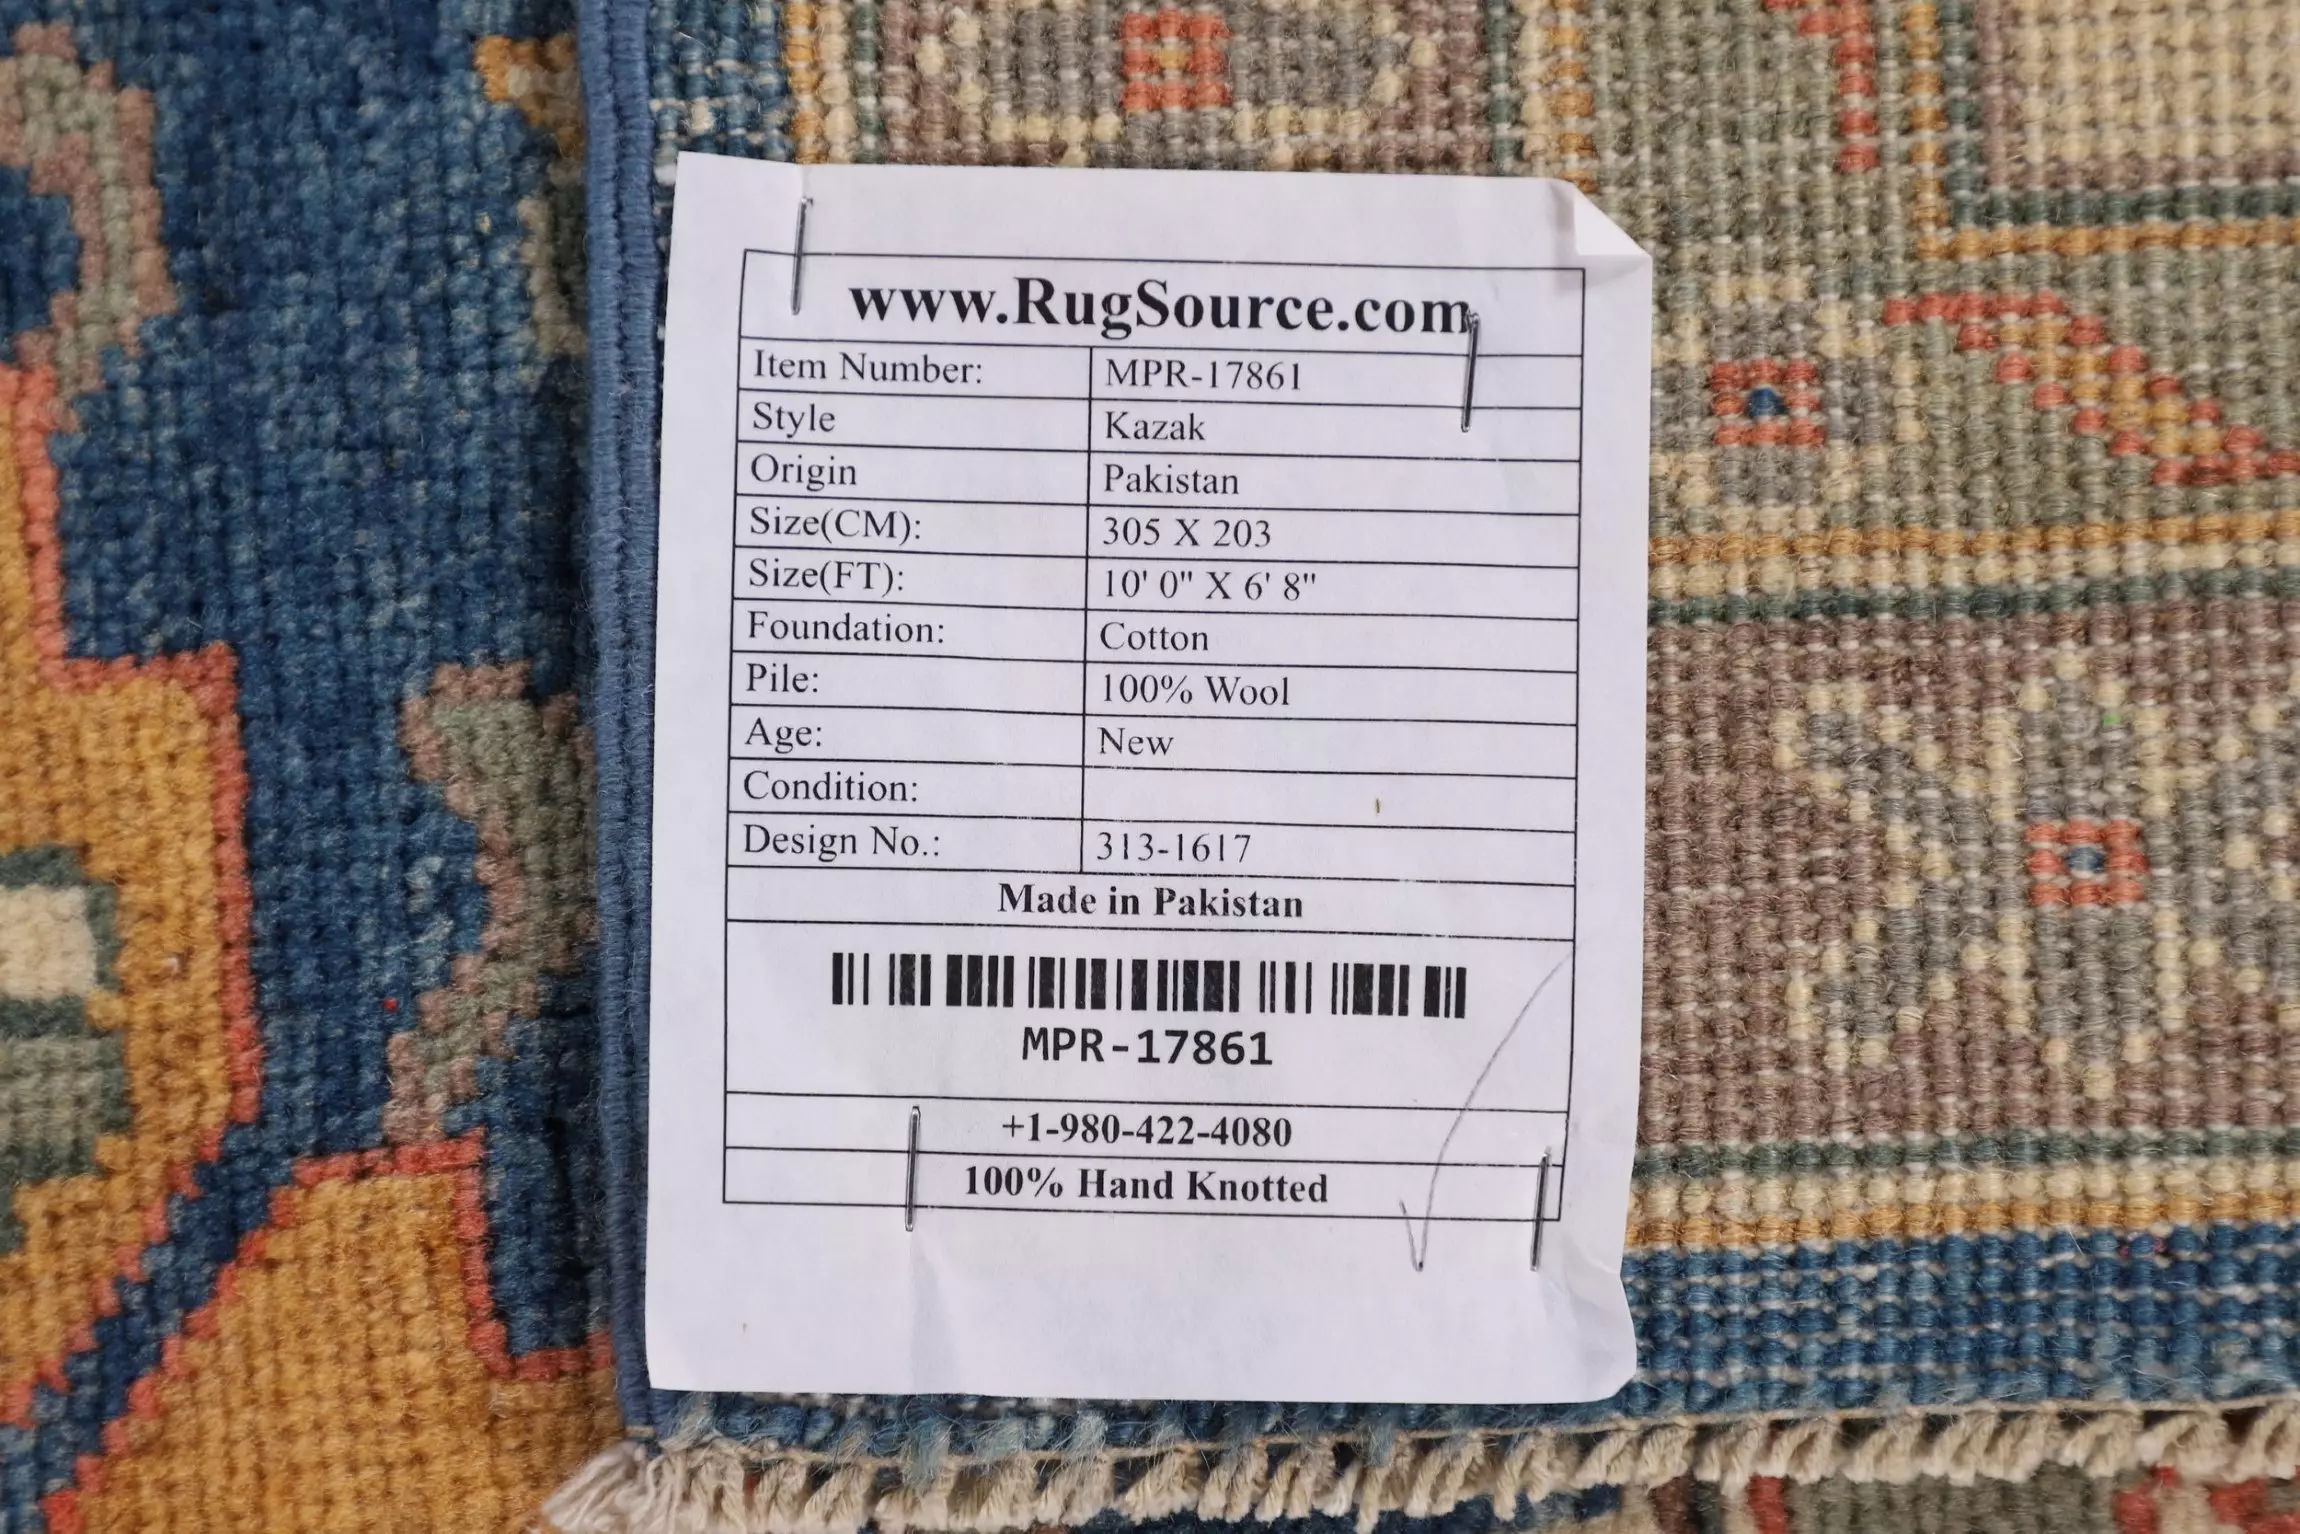 www.RugSource.com
Item Number: MPR-17861
Style Kazak
Origin Pakistan
Size(CM): 305 X 203
Size(FT): 10' 0" X 6' 8"
Foundation: Cotton
Pile: 100% Wool
Age: New
Condition:
Design No.: 313-1617
Made in Pakistan
MPR-17861
+1-980-422-4080
100% Hand Knotted